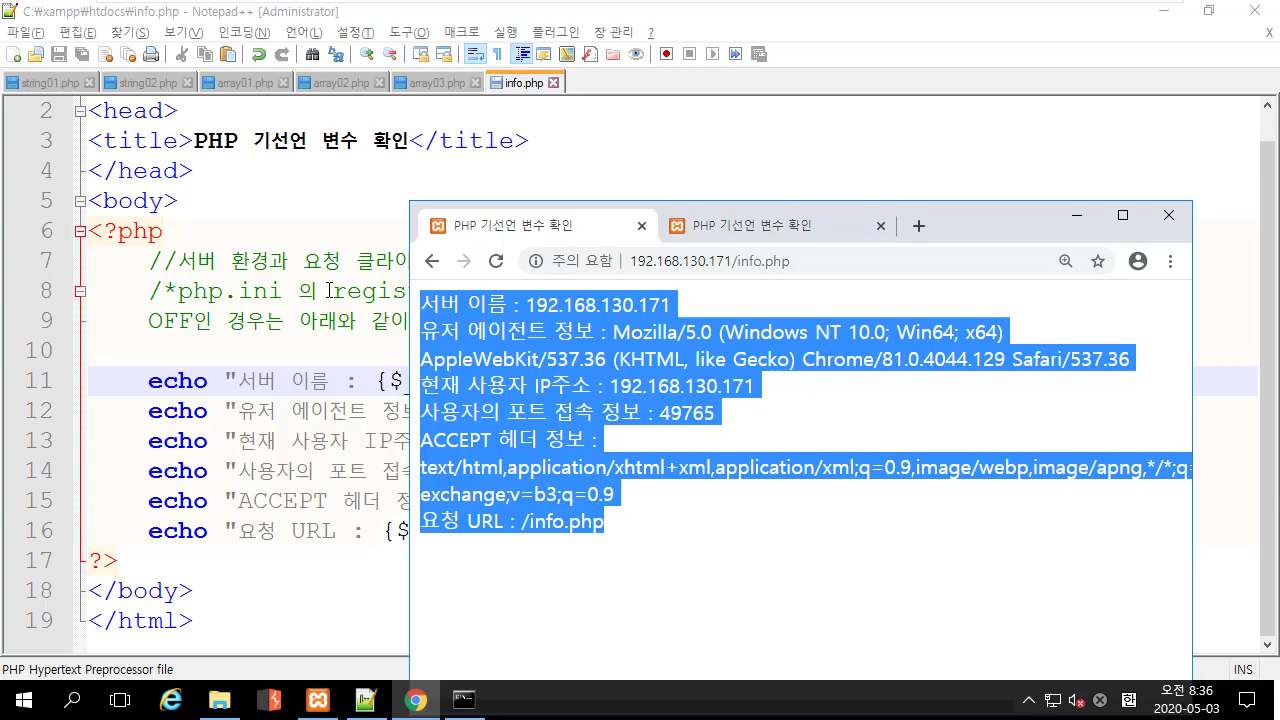 C:₩xampp₩htdocs₩info.php - Notepad++ [Administrator]
파일(F) 편집(E) 찾기(S) 보기(V) 인코딩(N) 언어(L) 설정(T) 도구(O) 매크로 실행 플러그인 창 관리 ? X
string01.php string02.php array01.php array02.php array03.php info.php
2 <head>
3 <title>PHP 기선언 변수 확인</title>
4 </head>
5 <body>
6 <?php
7 //서버 환경과 요청 클라이
8 /*php.ini 의 regis
9 OFF인 경우는 아래와 같이
10
11 echo "서버 이름 : {$_
12 echo "유저 에이전트 정보
13 echo "현재 사용자 IP주
14 echo "사용자의 포트 접속
15 echo "ACCEPT 헤더 정
16 echo "요청 URL : {$
17 ?>
18 </body>
19 </html>
PHP 기선언 변수 확인 PHP 기선언 변수 확인
주의 요함 | 192.168.130.171/info.php
서버 이름 : 192.168.130.171
유저 에이전트 정보 : Mozilla/5.0 (Windows NT 10.0; Win64; x64)
AppleWebKit/537.36 (KHTML, like Gecko) Chrome/81.0.4044.129 Safari/537.36
현재 사용자 IP주소 : 192.168.130.171
사용자의 포트 접속 정보 : 49765
ACCEPT 헤더 정보 :
text/html,application/xhtml+xml,application/xml;q=0.9,image/webp,image/apng,*/*;q=
exchange;v=b3;q=0.9
요청 URL : /info.php
PHP Hypertext Preprocessor file INS
한
오전 8:36
2020-05-03